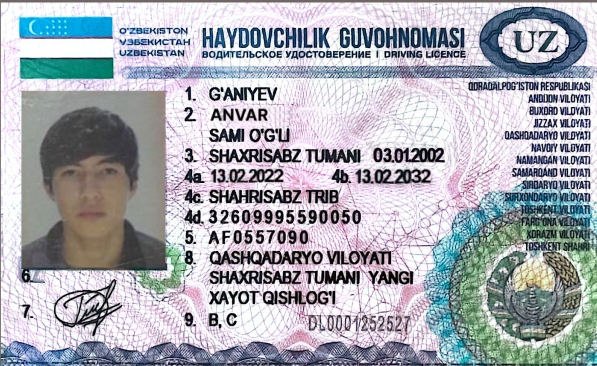 O'ZBEKISTON
ЎЗБЕКИСТАН
UZBEKISTAN
HAYDOVCHILIK GUVOHNOMASI
ВОДИТЕЛЬСКОЕ УДОСТОВЕРЕНИЕ | DRIVING LICENCE
UZ
1. G'ANIYEV
2. ANVAR
SAMI O'G'LI
3. SHAXRISABZ TUMANI 03.01.2002
4a. 13.02.2022 4b. 13.02.2032
4c. SHAHRISABZ TRIB
4d. 32609995590050
5. AF0557090
8. QASHQADARYO VILOYATI
SHAXRISABZ TUMANI YANGI
XAYOT QISHLOG'I
6.
7.
9. B, C
DL0001252527
QORAQALPOG'ISTON RESPUBLIKASI
ANDIJON VILOYATI
BUXORO VILOYATI
JIZZAX VILOYATI
QASHQADARYO VILOYATI
NAVOIY VILOYATI
NAMANGAN VILOYATI
SAMARQAND VILOYATI
SIRDARYO VILOYATI
SURXONDARYO VILOYATI
TOSHKENT VILOYATI
FARG'ONA VILOYATI
XORAZM VILOYATI
TOSHKENT SHAHRI